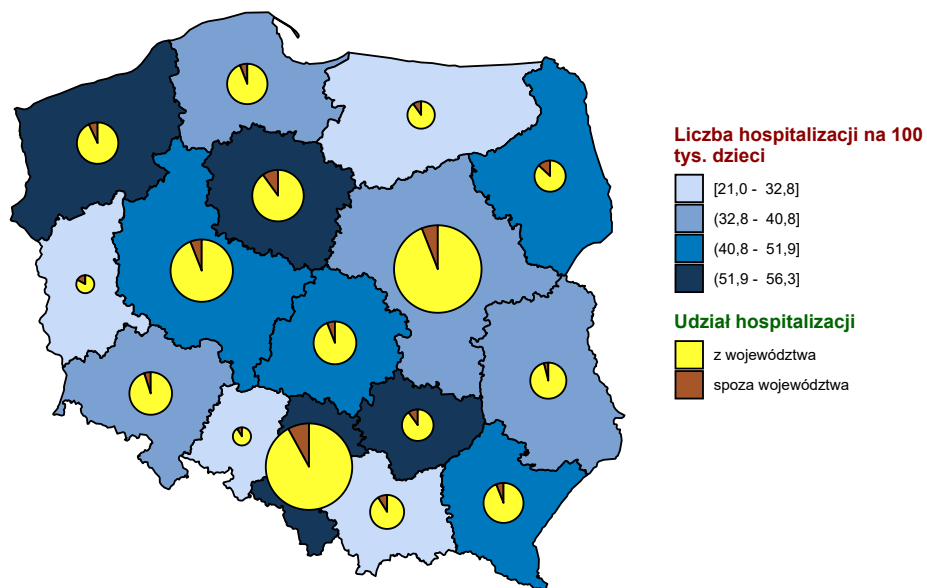 Liczba hospitalizacji na 100
tys. dzieci
[21,0 - 32,8]
(32,8 - 40,8]
(40,8 - 51,9]
(51,9 - 56,3]
Udział hospitalizacji
z województwa
spoza województwa